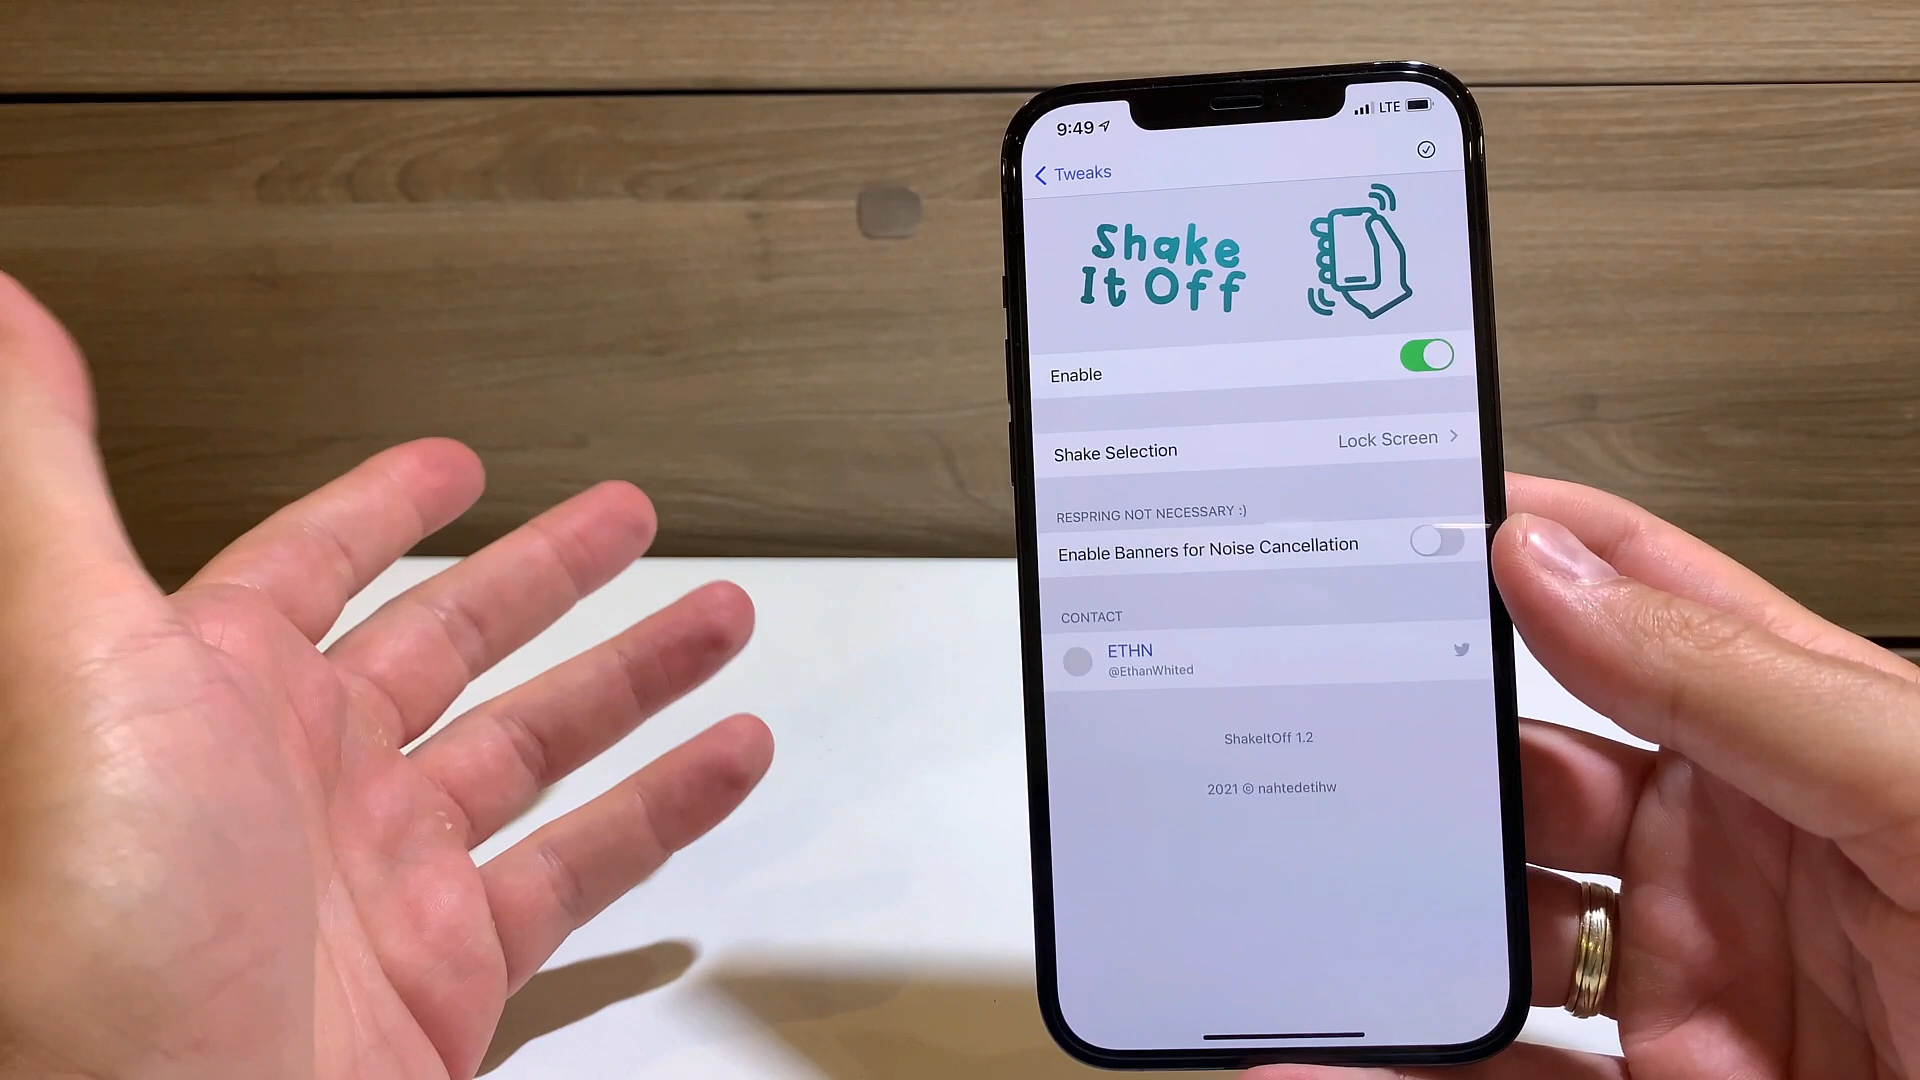 9:49
LTE
Tweaks
Shake
It Off
Enable
Shake Selection Lock Screen
RESPRING NOT NECESSARY :)
Enable Banners for Noise Cancellation
CONTACT
ETHN
@EthanWhited
ShakeItOff 1.2
2021 © nahtedetihw